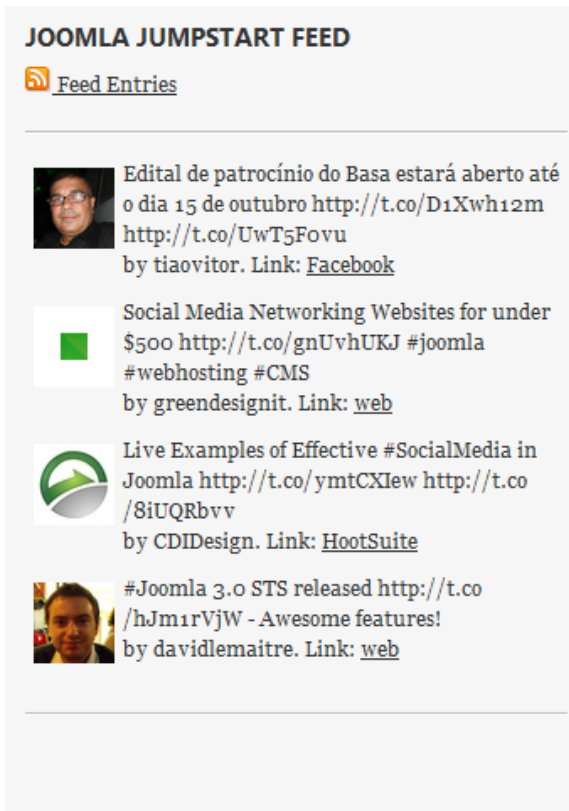 JOOMLA JUMPSTART FEED
Feed Entries
Edital de patrocínio do Basa estará aberto até
o dia 15 de outubro http://t.co/D1Xwh12m
http://t.co/UwT5F0vu
by tiaovitor. Link: Facebook
Social Media Networking Websites for under
$500 http://t.co/gnUvhUKJ #joomla
#webhosting #CMS
by greendesignit. Link: web
Live Examples of Effective #SocialMedia in
Joomla http://t.co/ymtCXIew http://t.co
/8iUQRbvv
by CDIDesign. Link: HootSuite
#Joomla 3.0 STS released http://t.co
/hJm1rVjW - Awesome features!
by davidlemaitre. Link: web